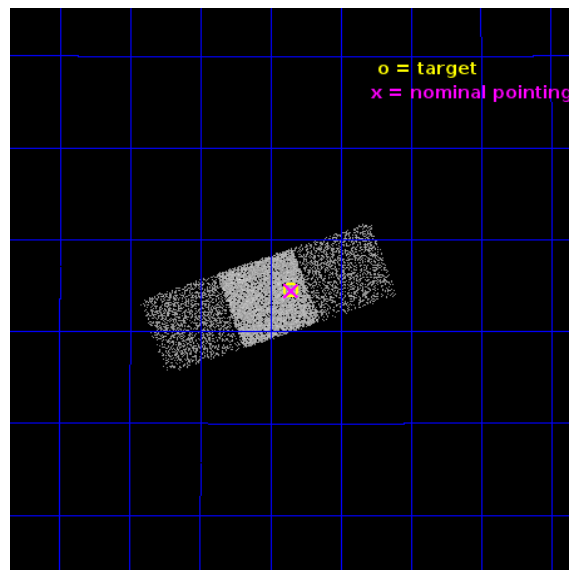 o = target
x = nominal pointing